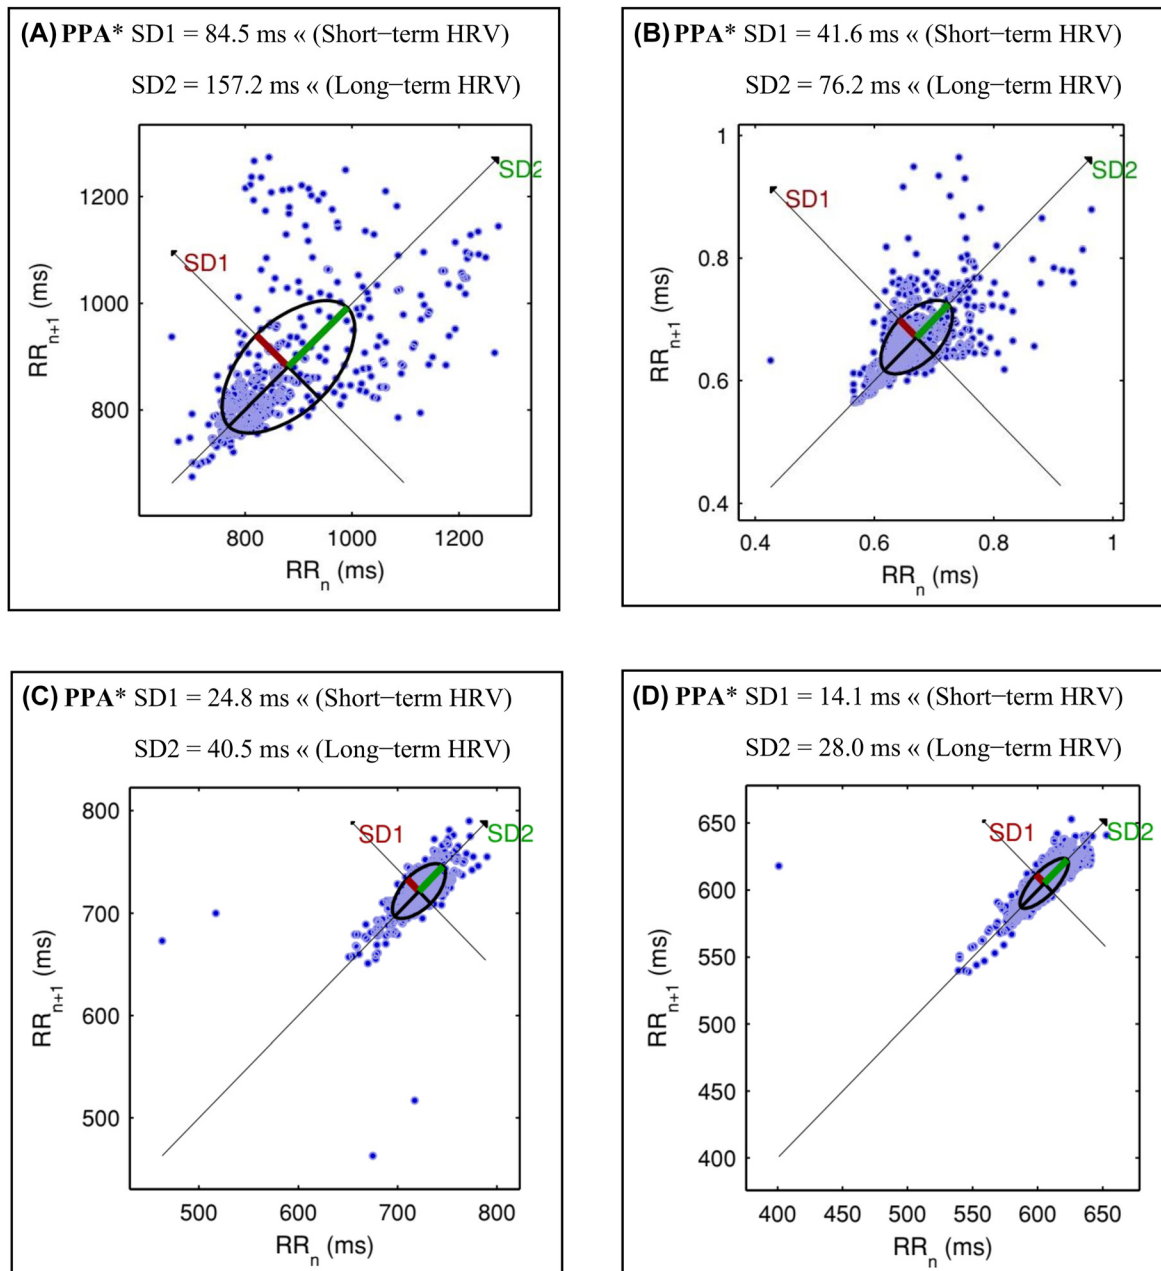 (A) PPA* SD1 = 84.5 ms « (Short−term HRV)
SD2 = 157.2 ms « (Long−term HRV)
SD2
SD1
1200
1000
800
RRn+1 (ms)
800 1000 1200
RRn (ms)
(B) PPA* SD1 = 41.6 ms « (Short−term HRV)
SD2 = 76.2 ms « (Long−term HRV)
SD2
SD1
1
0.8
0.6
0.4
RRn+1 (ms)
0.4 0.6 0.8 1
RRn (ms)
(C) PPA* SD1 = 24.8 ms « (Short−term HRV)
SD2 = 40.5 ms « (Long−term HRV)
SD1 SD2
800
700
600
500
RRn+1 (ms)
500 600 700 800
RRn (ms)
(D) PPA* SD1 = 14.1 ms « (Short−term HRV)
SD2 = 28.0 ms « (Long−term HRV)
SD1 SD2
650
600
550
500
450
400
RRn+1 (ms)
400 450 500 550 600 650
RRn (ms)